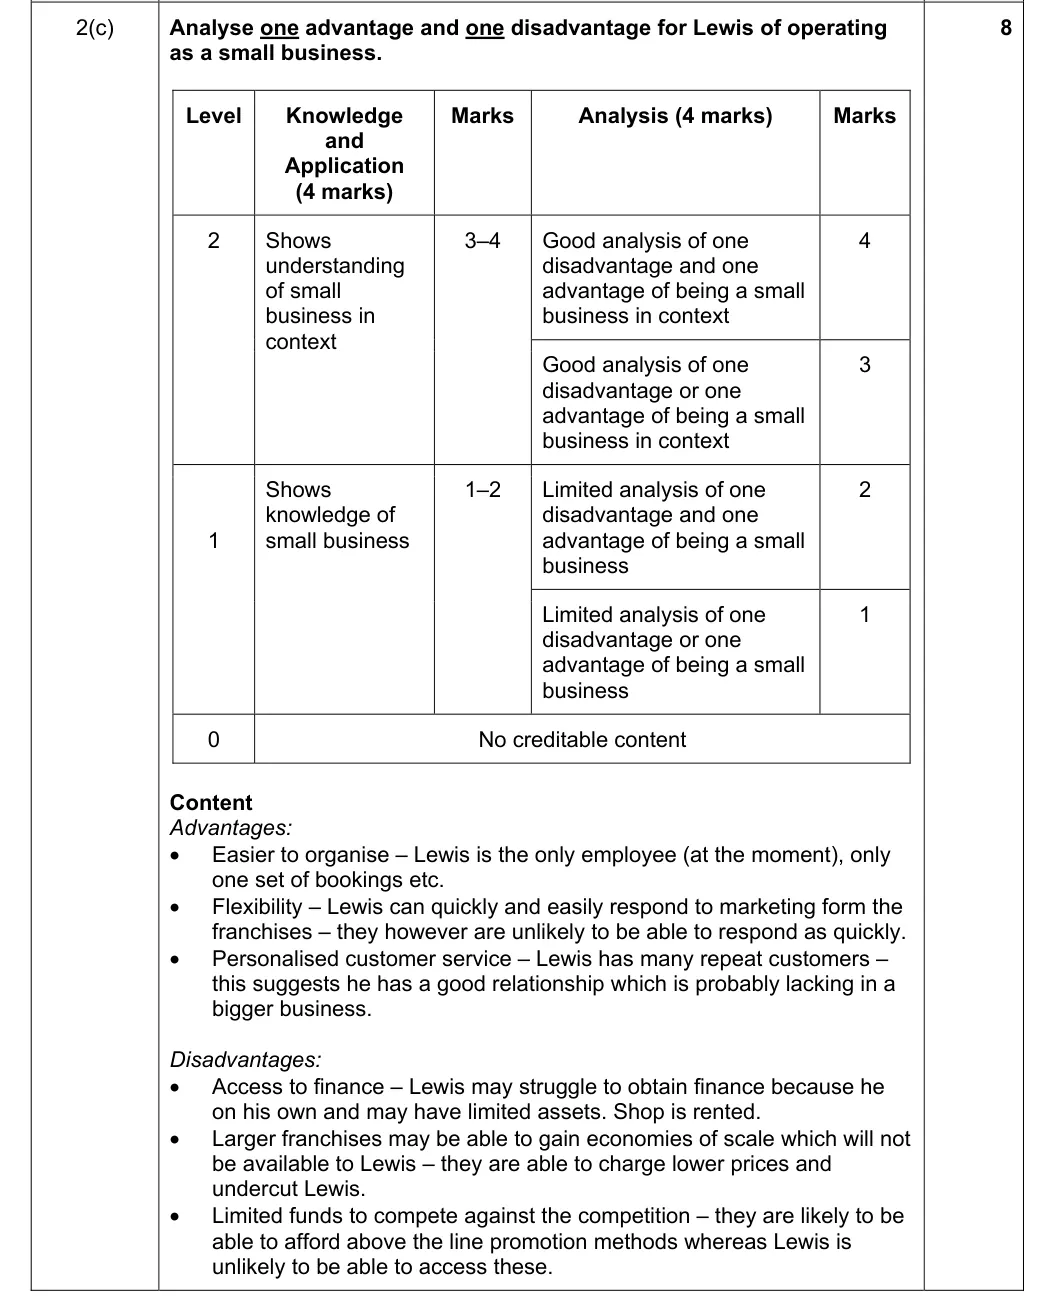 2(c)
Analyse one advantage and one disadvantage for Lewis of operating
as a small business.
8
Level
Knowledge
and
Application
(4 marks)
Marks
Analysis (4 marks)
Marks
2
Shows
understanding
of small
business in
context
3–4
Good analysis of one
disadvantage and one
advantage of being a small
business in context
4
Good analysis of one
disadvantage or one
advantage of being a small
business in context
3
1
Shows
knowledge of
small business
1–2
Limited analysis of one
disadvantage and one
advantage of being a small
business
2
Limited analysis of one
disadvantage or one
advantage of being a small
business
1
0
No creditable content
Content
Advantages:
• Easier to organise – Lewis is the only employee (at the moment), only
one set of bookings etc.
• Flexibility – Lewis can quickly and easily respond to marketing form the
franchises – they however are unlikely to be able to respond as quickly.
• Personalised customer service – Lewis has many repeat customers –
this suggests he has a good relationship which is probably lacking in a
bigger business.
Disadvantages:
• Access to finance – Lewis may struggle to obtain finance because he
on his own and may have limited assets. Shop is rented.
• Larger franchises may be able to gain economies of scale which will not
be available to Lewis – they are able to charge lower prices and
undercut Lewis.
• Limited funds to compete against the competition – they are likely to be
able to afford above the line promotion methods whereas Lewis is
unlikely to be able to access these.